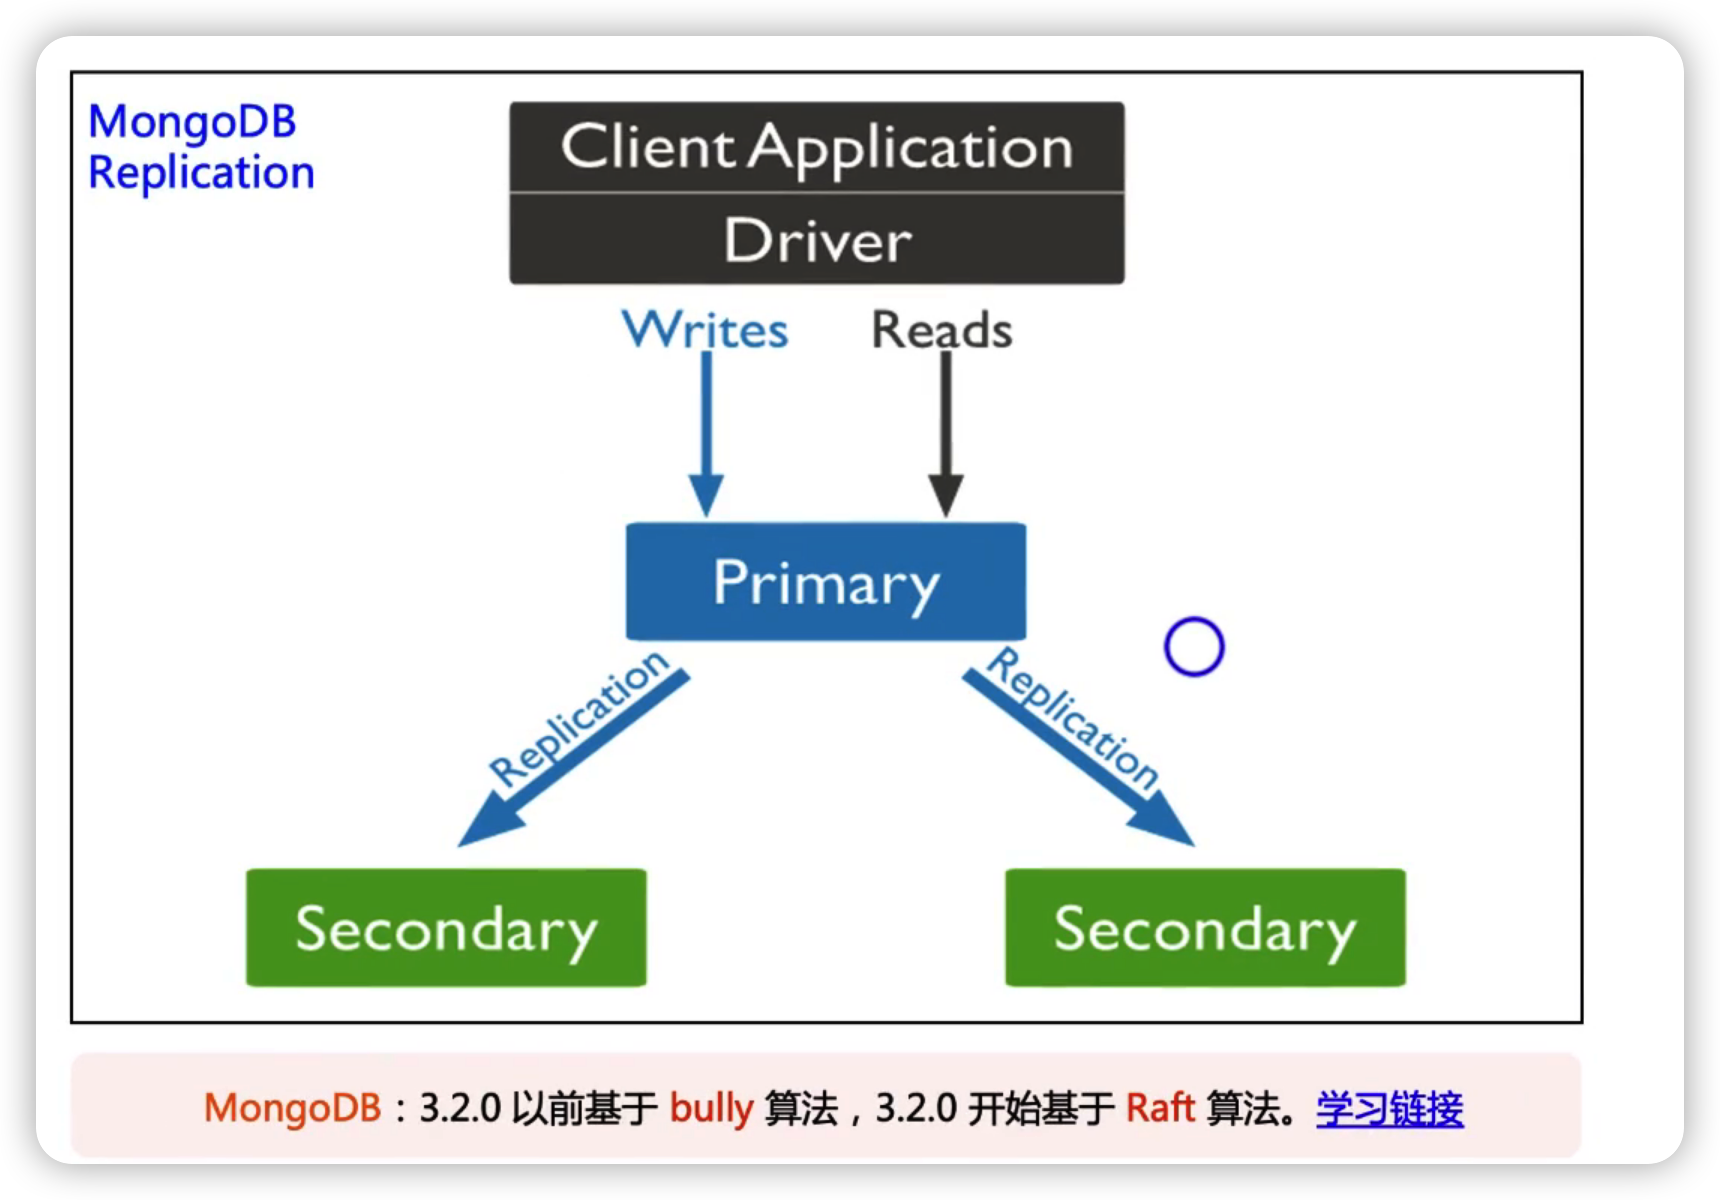 MongoDB
Replication
Client Application
Driver
Writes
Reads
Primary
Replication
Replication
Secondary
Secondary
MongoDB：3.2.0 以前基于 bully 算法，3.2.0 开始基于 Raft 算法。学习链接